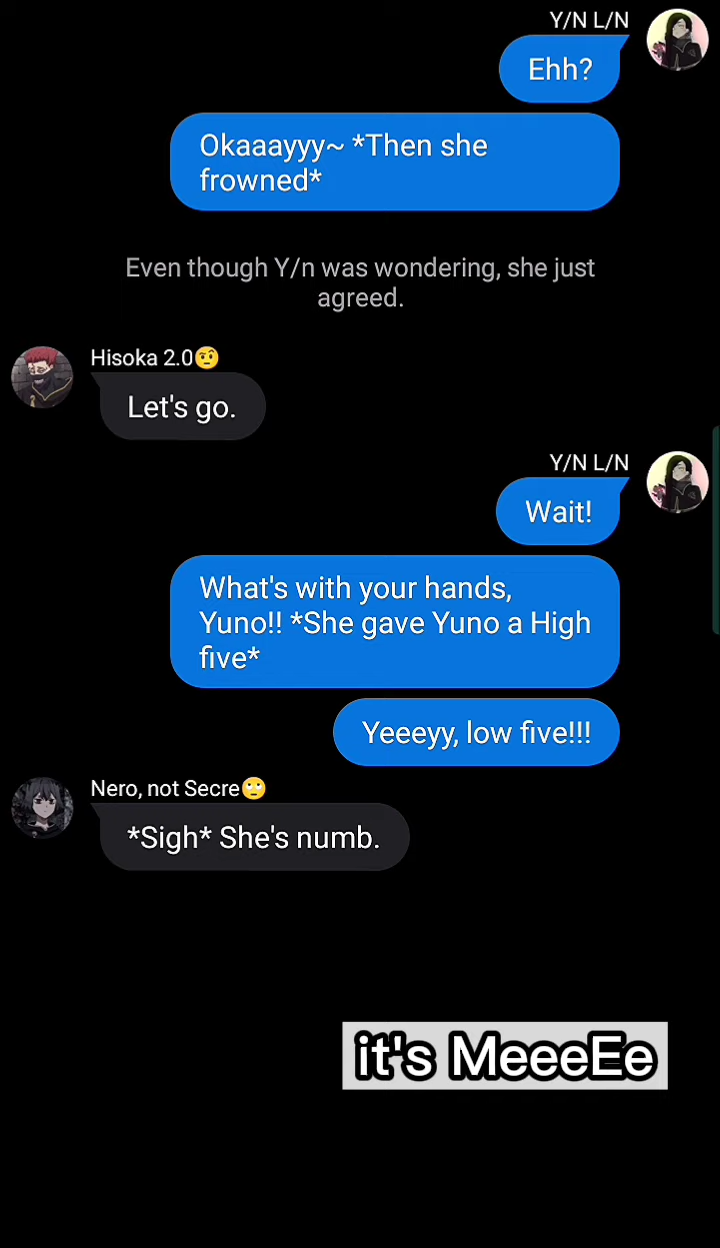 Y/N L/N
Ehh?
Okaaayyy~ *Then she
frowned*
Even though Y/n was wondering, she just
agreed.
Hisoka 2.0🤨
Let's go.
Y/N L/N
Wait!
What's with your hands,
Yuno!! *She gave Yuno a High
five*
Yeeeyy, low five!!!
Nero, not Secre🙄
*Sigh* She's numb.
it's MeeeEe